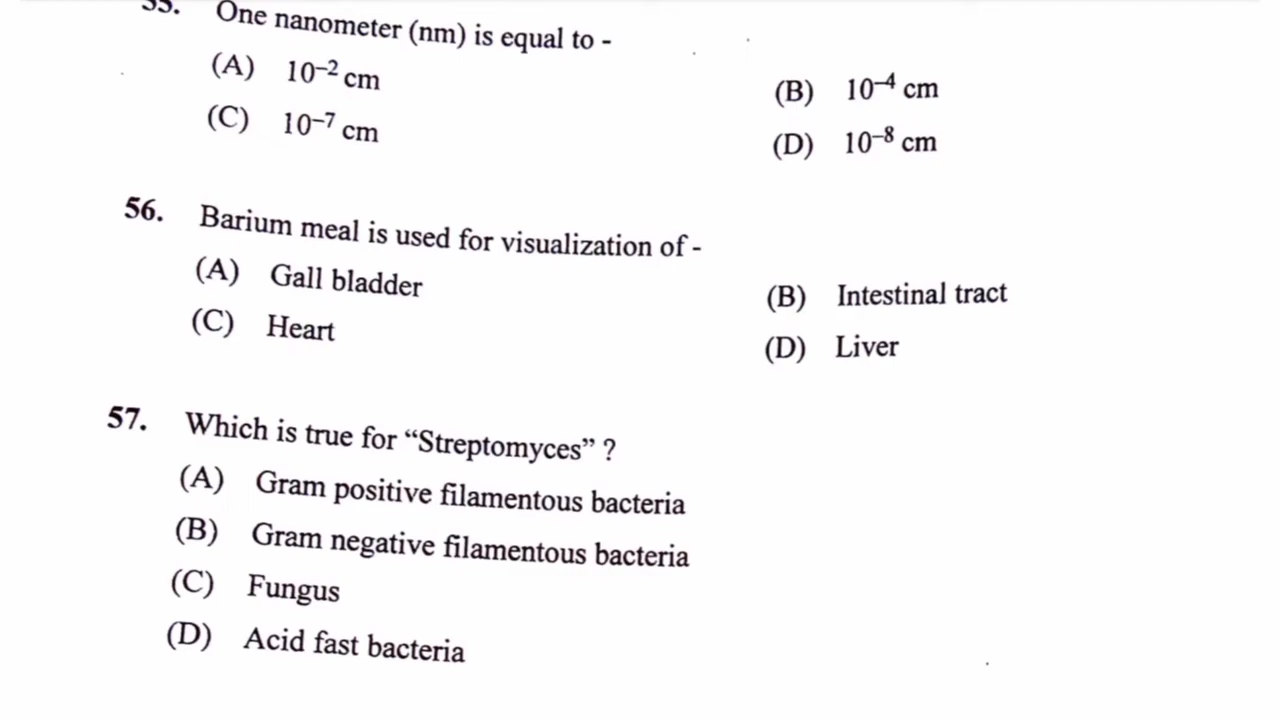 55. One nanometer (nm) is equal to -
(A) 10⁻² cm (B) 10⁻⁴ cm
(C) 10⁻⁷ cm (D) 10⁻⁸ cm
56. Barium meal is used for visualization of -
(A) Gall bladder (B) Intestinal tract
(C) Heart (D) Liver
57. Which is true for “Streptomyces” ?
(A) Gram positive filamentous bacteria
(B) Gram negative filamentous bacteria
(C) Fungus
(D) Acid fast bacteria